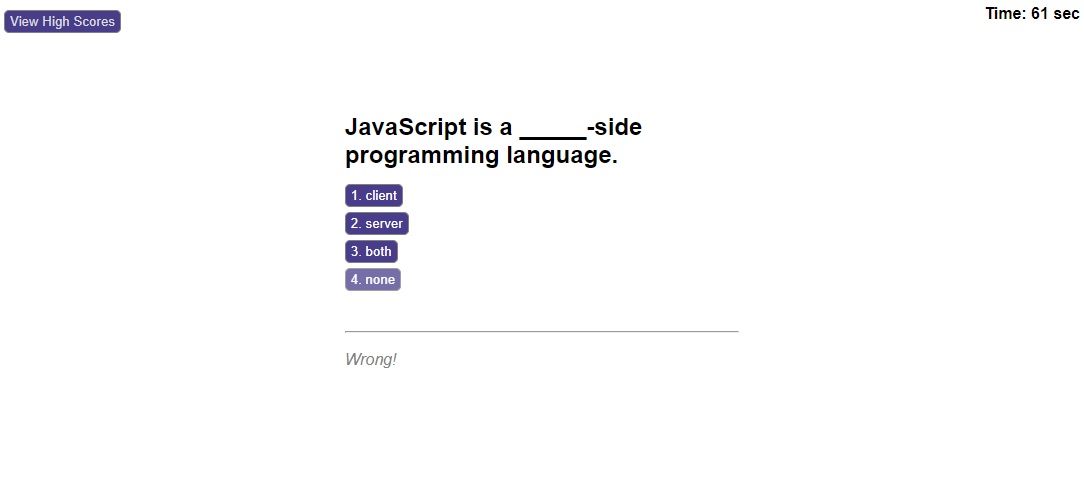 View High Scores
Time: 61 sec
JavaScript is a _____-side
programming language.
1. client
2. server
3. both
4. none
Wrong!